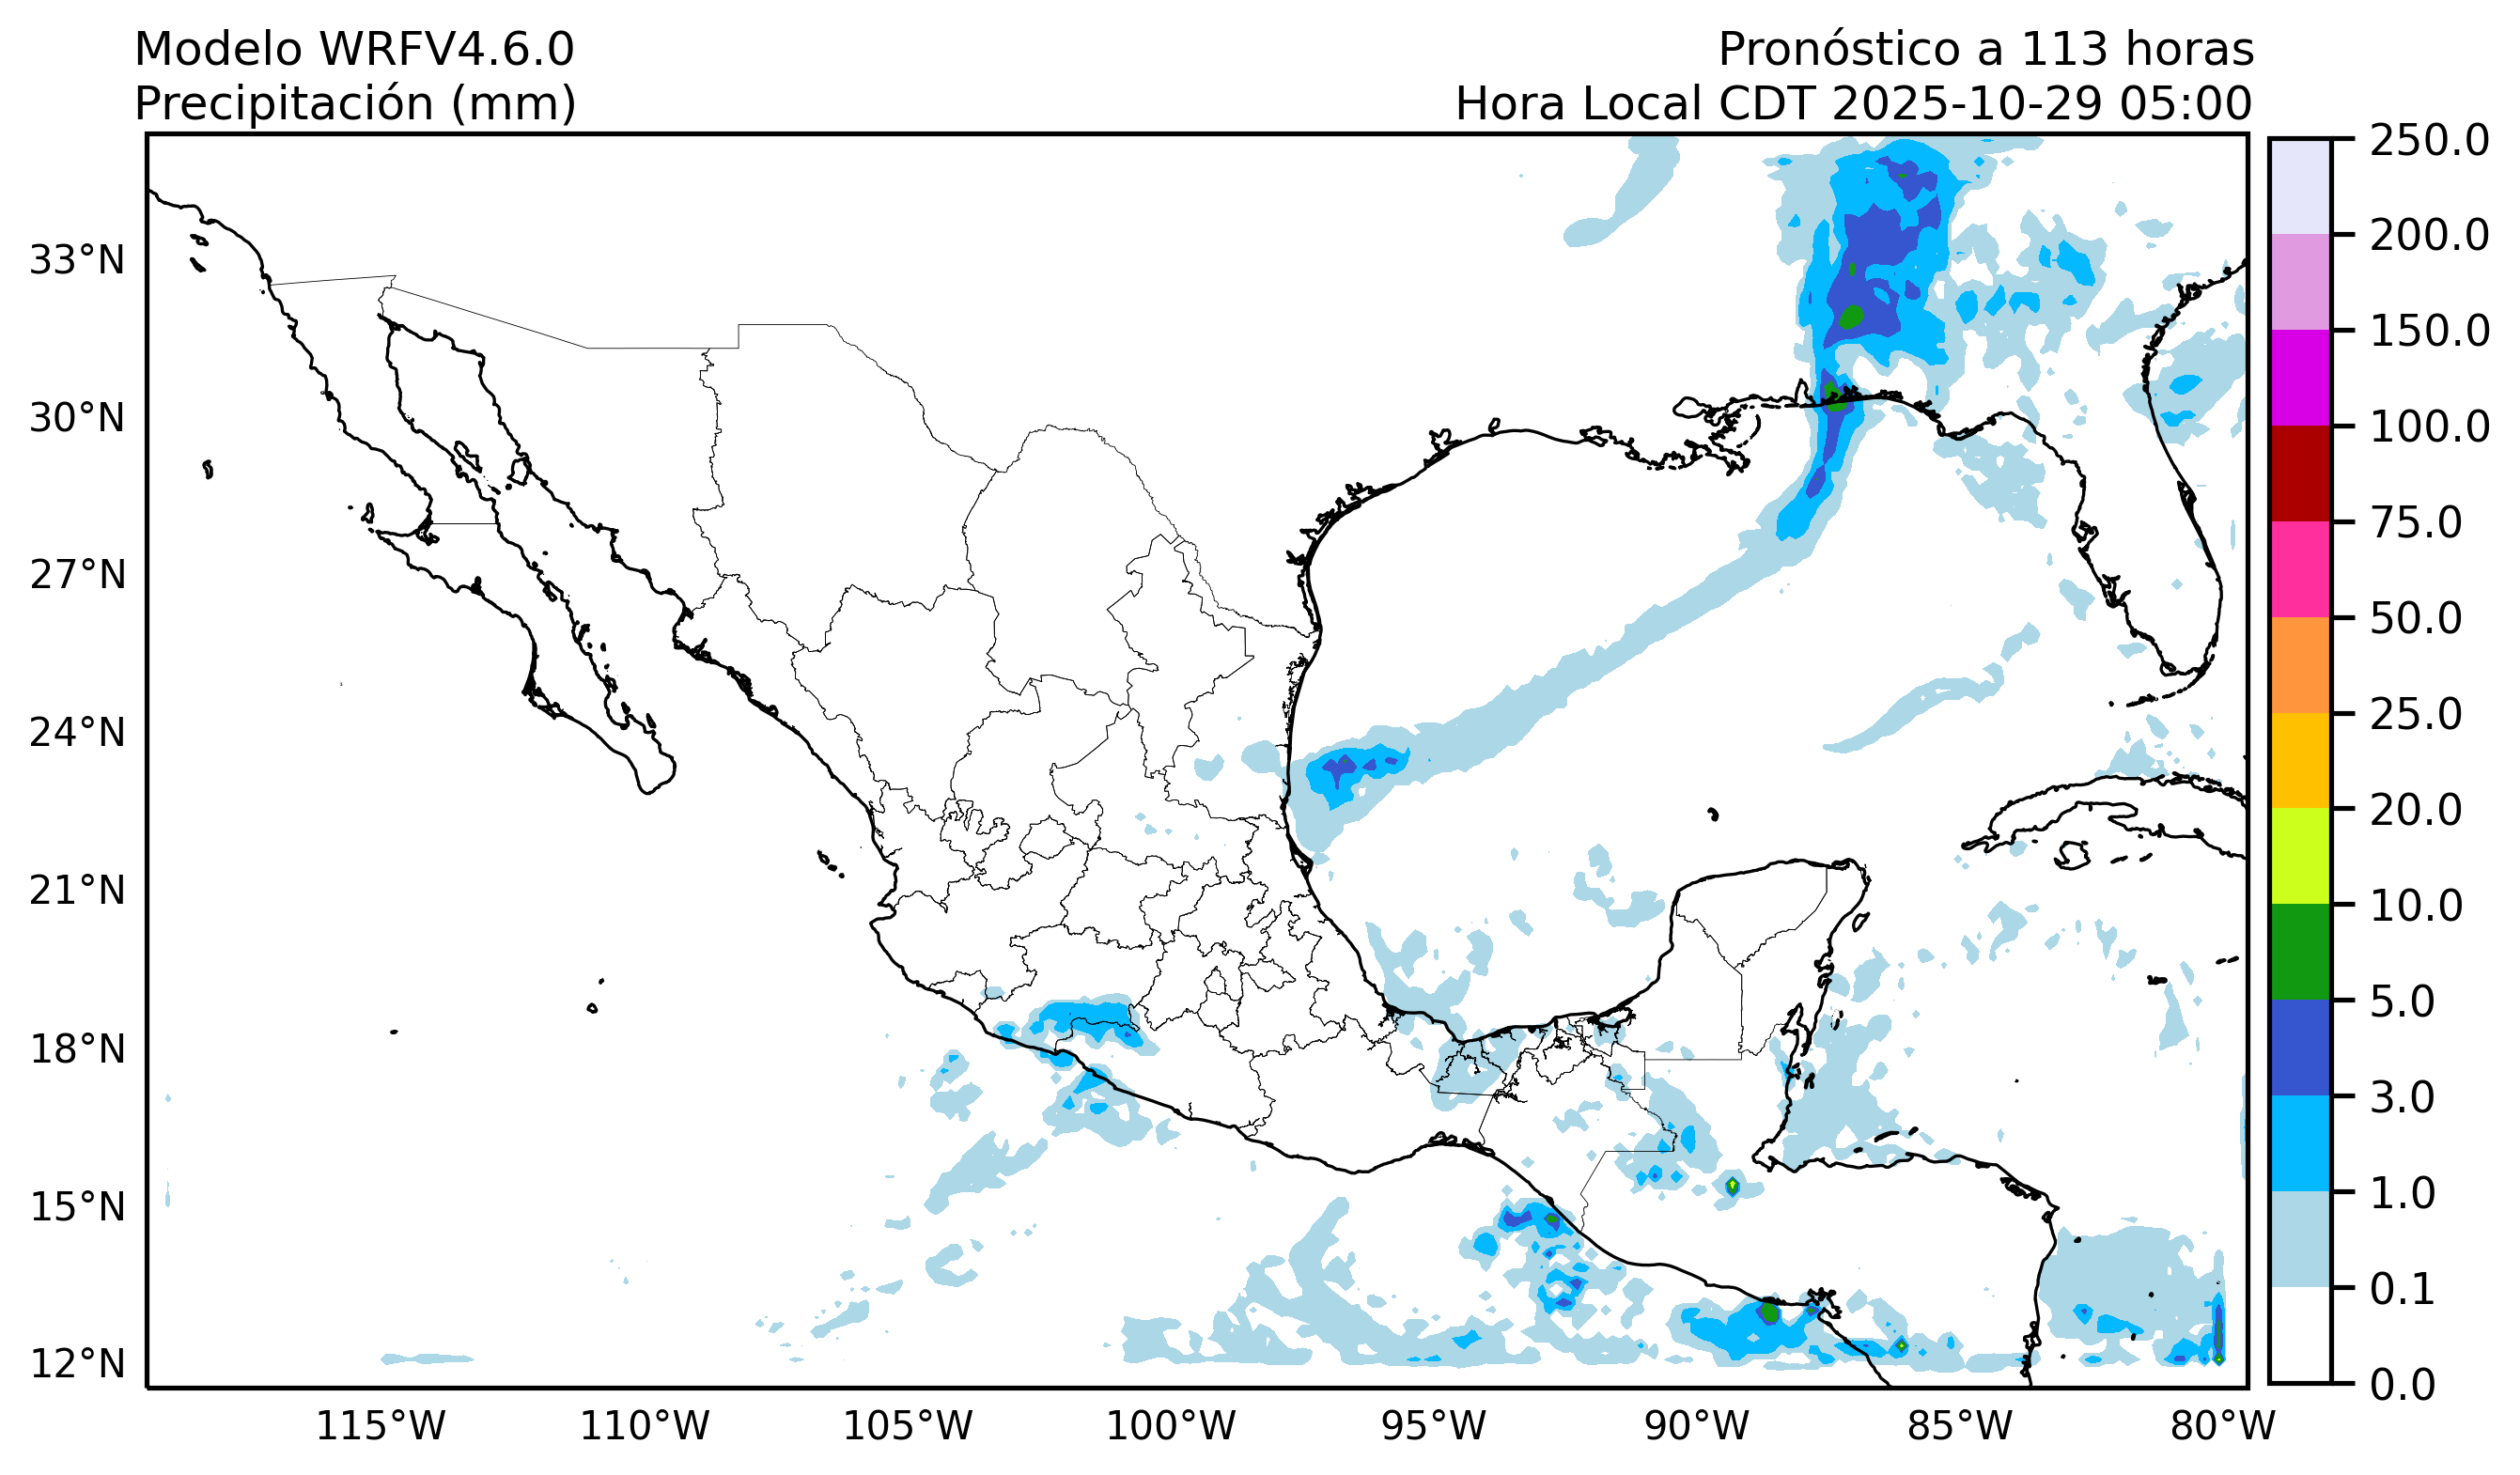 Modelo WRFV4.6.0
Precipitación (mm)
Pronóstico a 113 horas
Hora Local CDT 2025-10-29 05:00
33°N
30°N
27°N
24°N
21°N
18°N
15°N
12°N
115°W
110°W
105°W
100°W
95°W
90°W
85°W
80°W
250.0
200.0
150.0
100.0
75.0
50.0
25.0
20.0
10.0
5.0
3.0
1.0
0.1
0.0